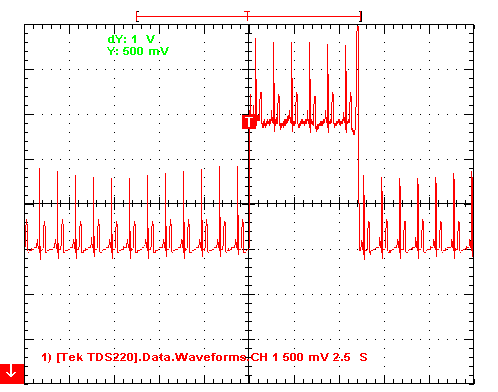 T
dY: 1 V
Y: 500 mV
T
1) [Tek TDS220].Data.Waveforms.CH 1 500 mV 2.5 S